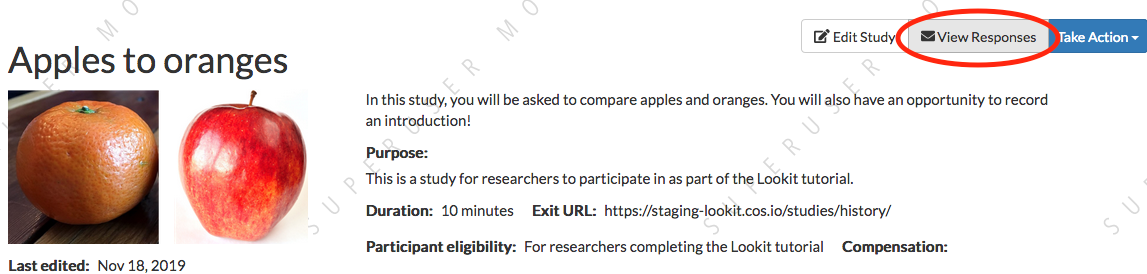 Edit Study View Responses Take Action
Apples to oranges
In this study, you will be asked to compare apples and oranges. You will also have an opportunity to record
an introduction!
Purpose:
This is a study for researchers to participate in as part of the Lookit tutorial.
Duration: 10 minutes Exit URL: https://staging-lookit.cos.io/studies/history/
Participant eligibility: For researchers completing the Lookit tutorial Compensation:
Last edited: Nov 18, 2019
SUPERUSER MO
SUPERUSER